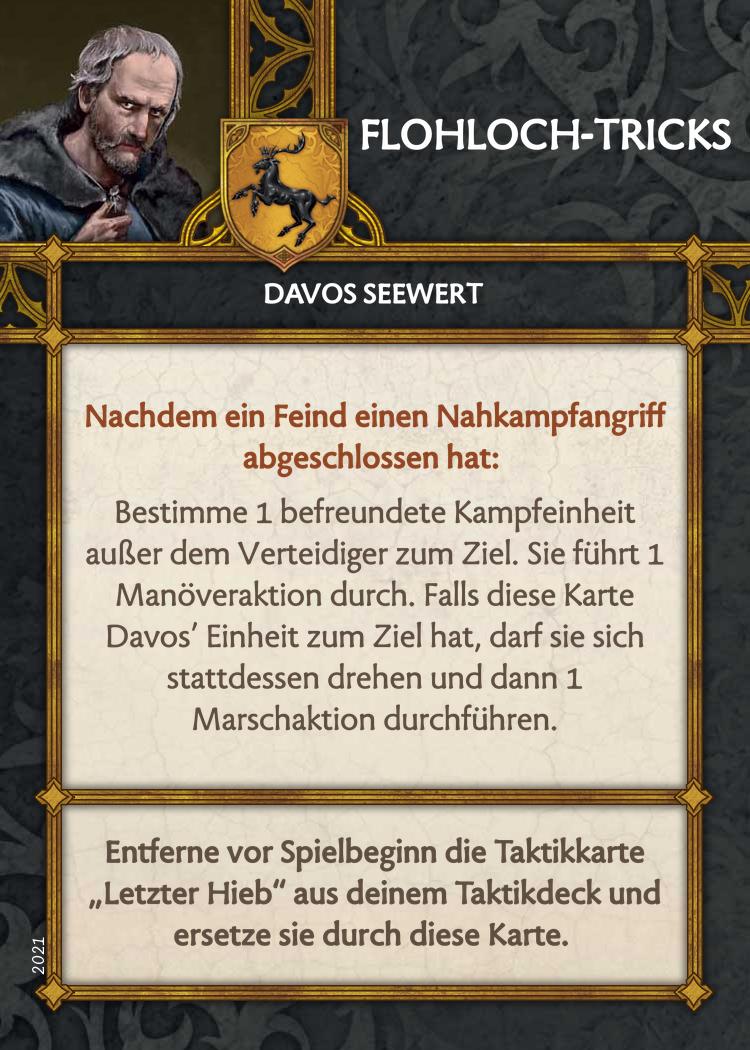 FLOHLOCH-TRICKS
DAVOS SEEWERT
Nachdem ein Feind einen Nahkampfangriff
abgeschlossen hat:
Bestimme 1 befreundete Kampfeinheit
außer dem Verteidiger zum Ziel. Sie führt 1
Manöveraktion durch. Falls diese Karte
Davos’ Einheit zum Ziel hat, darf sie sich
stattdessen drehen und dann 1
Marschaktion durchführen.
Entferne vor Spielbeginn die Taktikkarte
„Letzter Hieb“ aus deinem Taktikdeck und
ersetze sie durch diese Karte.
2021